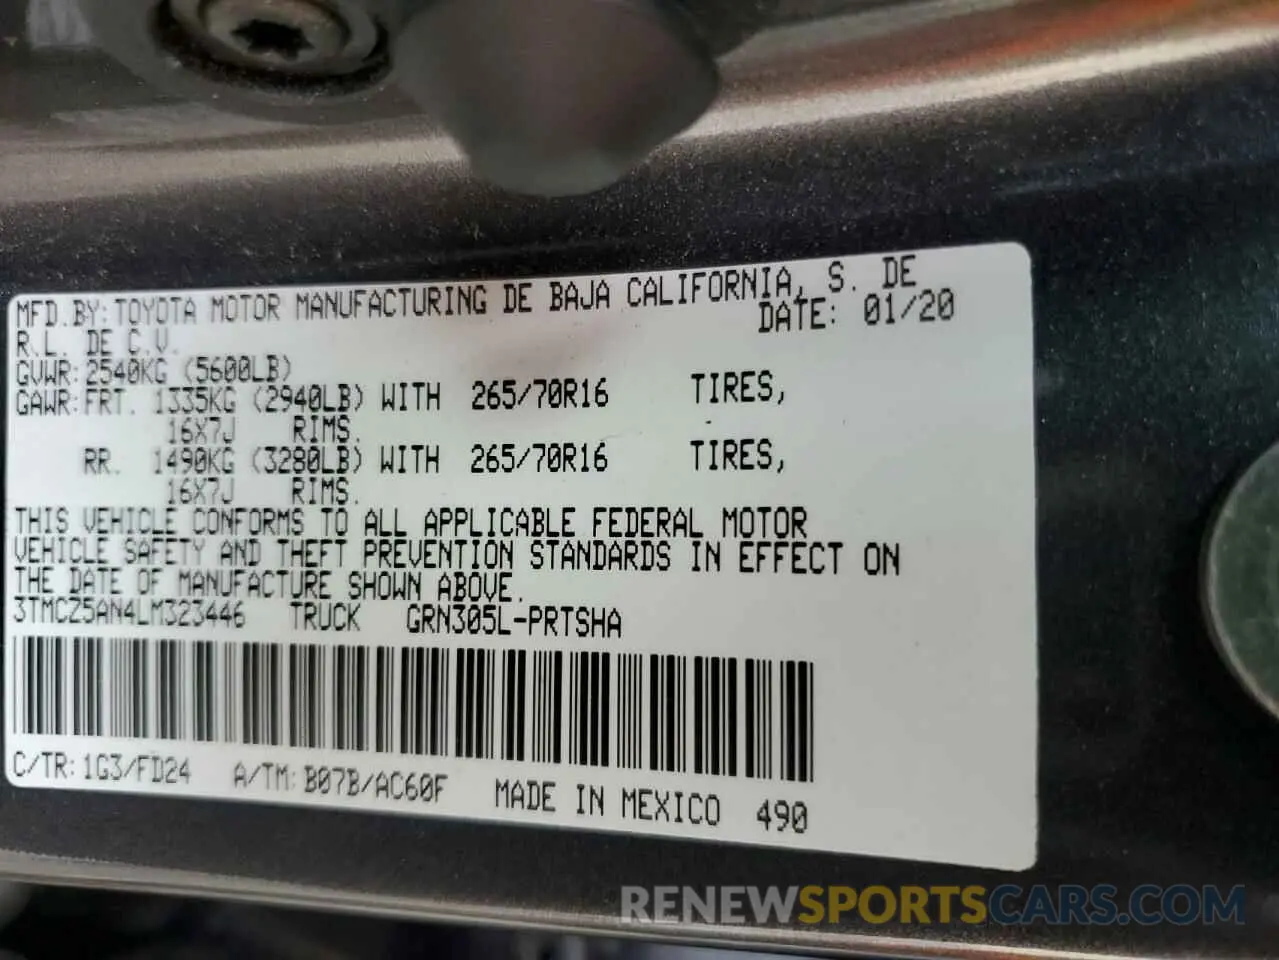 MFD.BY:TOYOTA MOTOR MANUFACTURING DE BAJA CALIFORNIA, S. DE
R.L. DE C.V. DATE: 01/20
GVWR:2540KG (5600LB)
GAWR:FRT. 1335KG (2940LB) WITH 265/70R16 TIRES,
16X7J RIMS.
RR. 1490KG (3280LB) WITH 265/70R16 TIRES,
16X7J RIMS.
THIS VEHICLE CONFORMS TO ALL APPLICABLE FEDERAL MOTOR
VEHICLE SAFETY AND THEFT PREVENTION STANDARDS IN EFFECT ON
THE DATE OF MANUFACTURE SHOWN ABOVE.
3TMCZ5AN4LM323446 TRUCK GRN305L-PRTSHA
C/TR:1G3/FD24 A/TM:B07B/AC60F MADE IN MEXICO 490
RENEWSPORTSCARS.COM